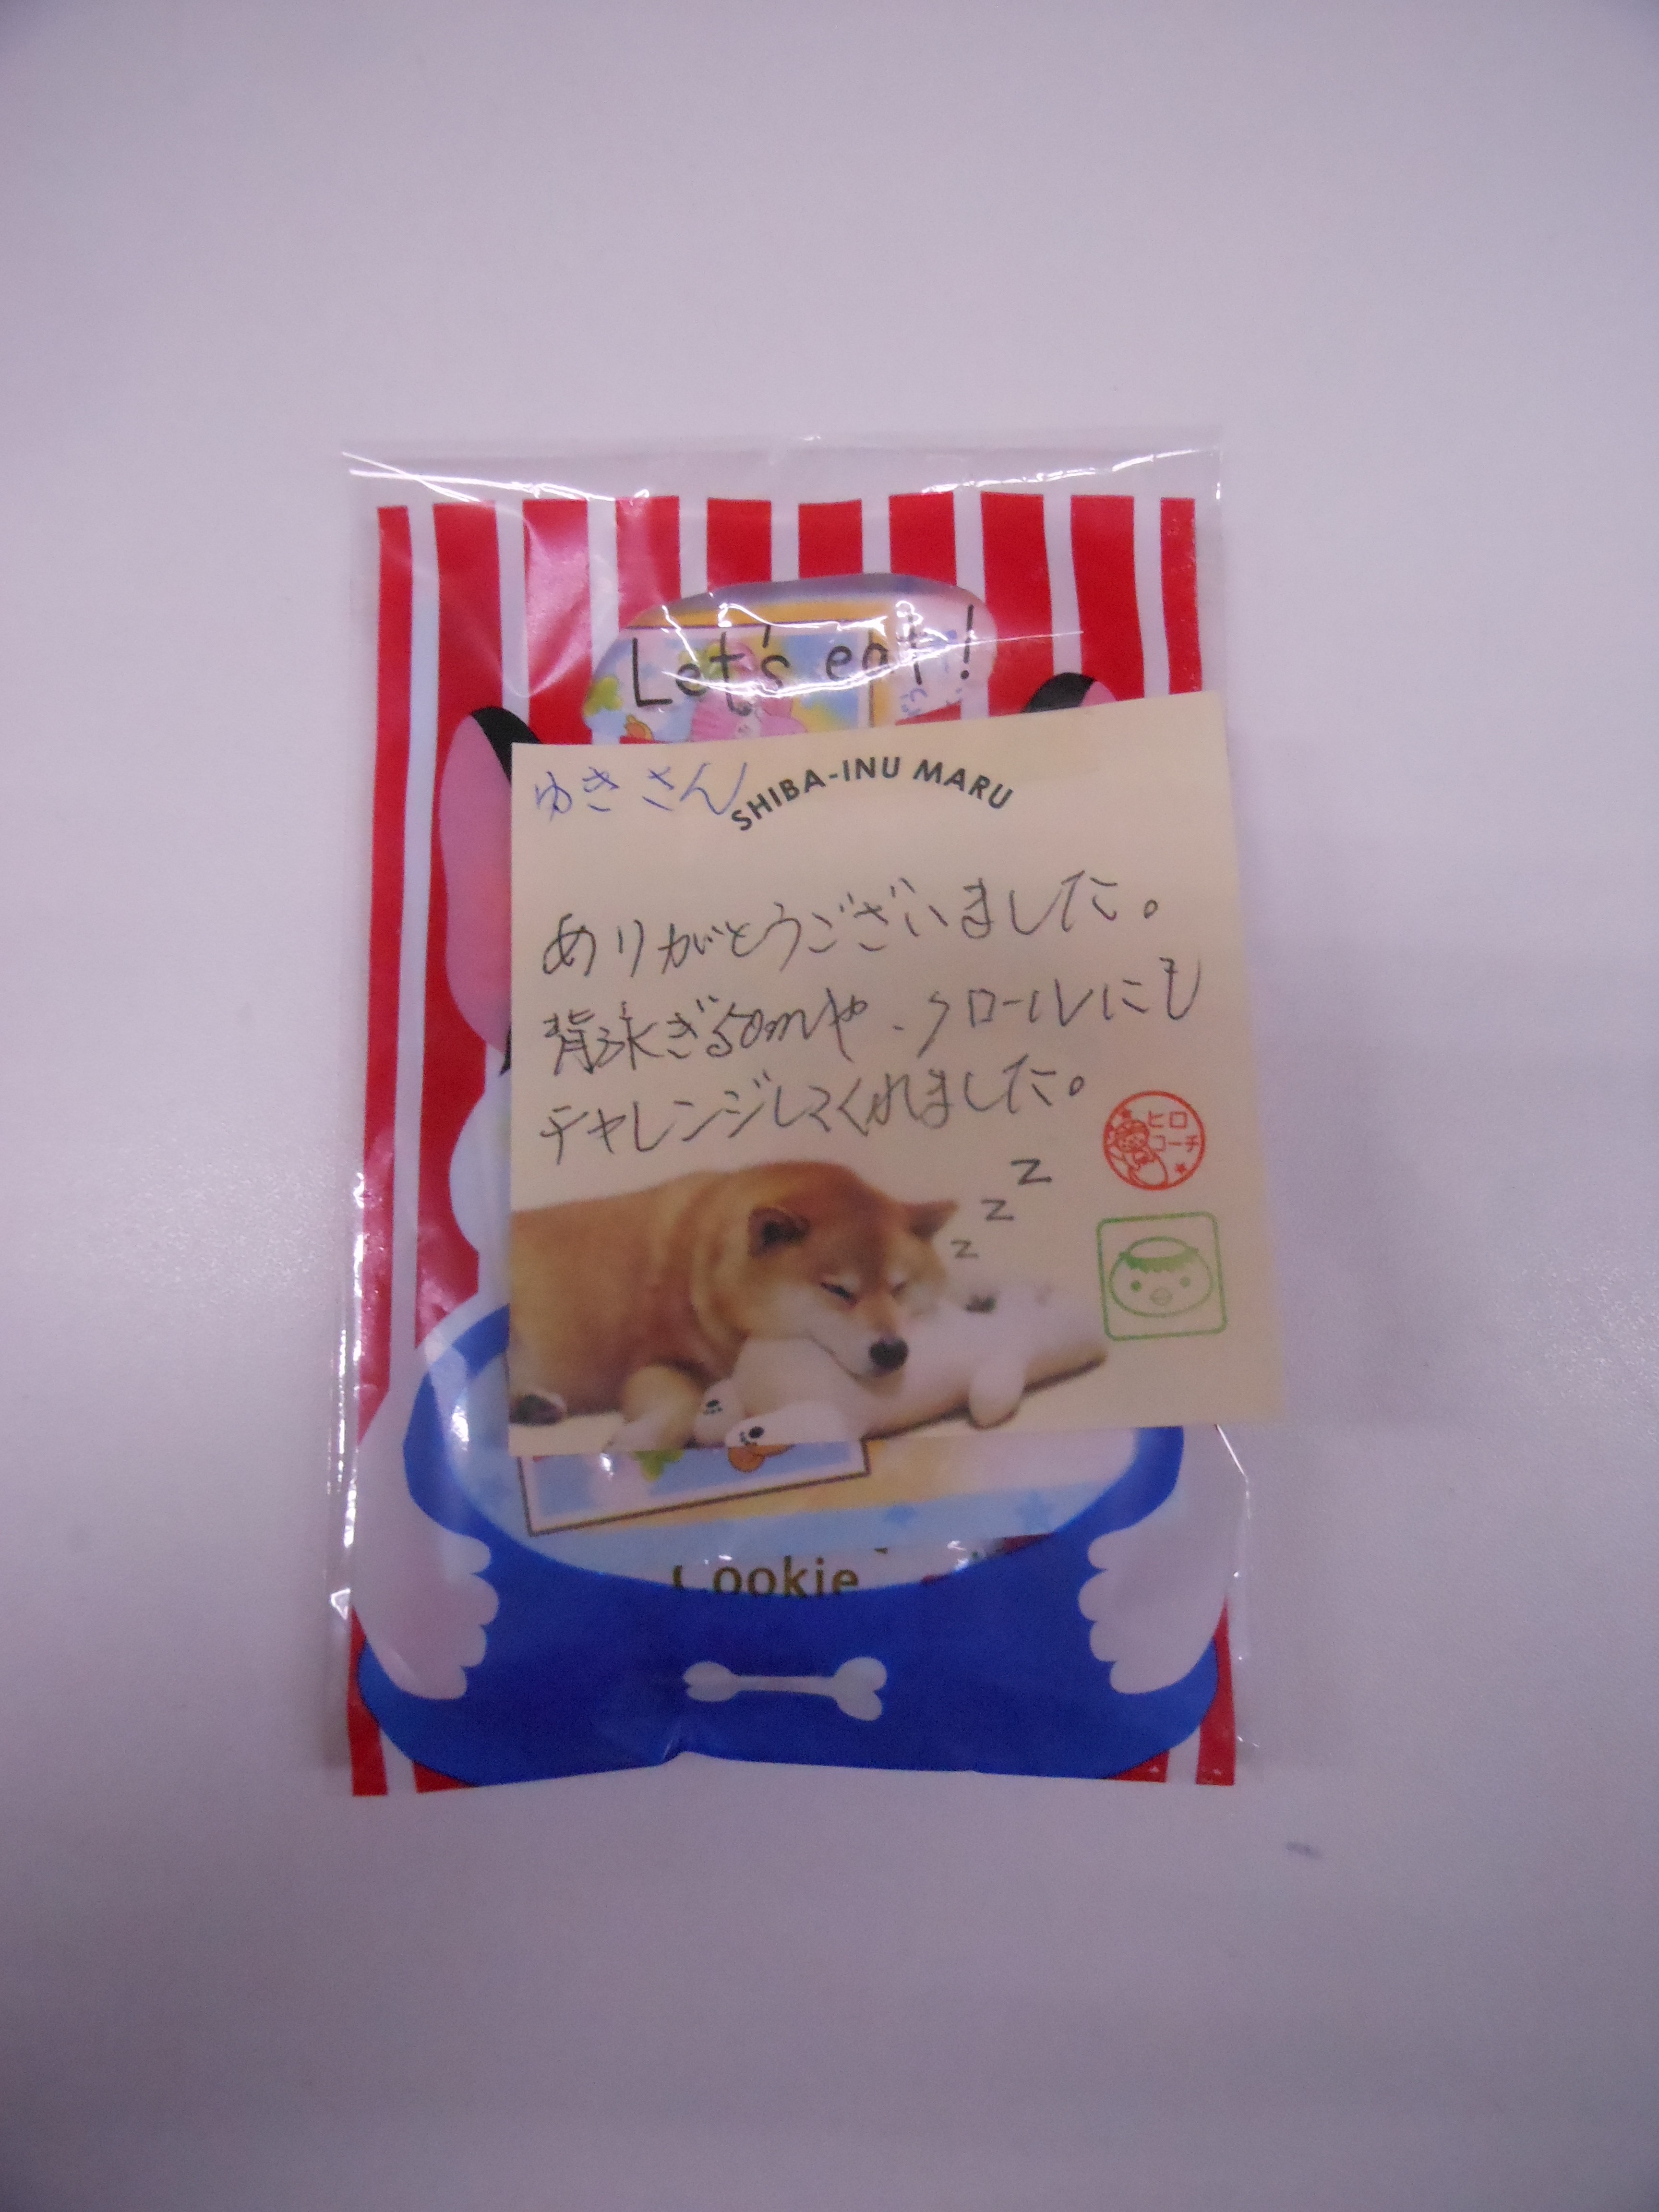 Let's eat!
ゆきさん
SHIBA-INU MARU
ありがとうございました。
背泳ぎ50mや、クロールにも
チャレンジしてくれました。
ヒロ
コーチ
z
z
z
Cookie